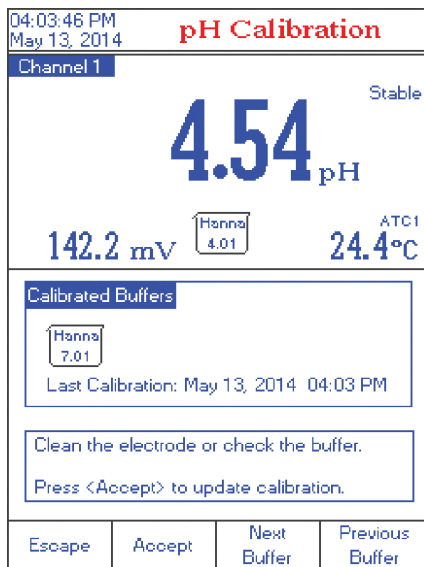 04:03:46 PM
May 13, 2014
pH Calibration
Channel 1
Stable
4.54 pH
142.2 mV
Hanna
4.01
ATC1
24.4°C
Calibrated Buffers
Hanna
7.01
Last Calibration: May 13, 2014 04:03 PM
Clean the electrode or check the buffer.
Press <Accept> to update calibration.
Escape
Accept
Next
Buffer
Previous
Buffer